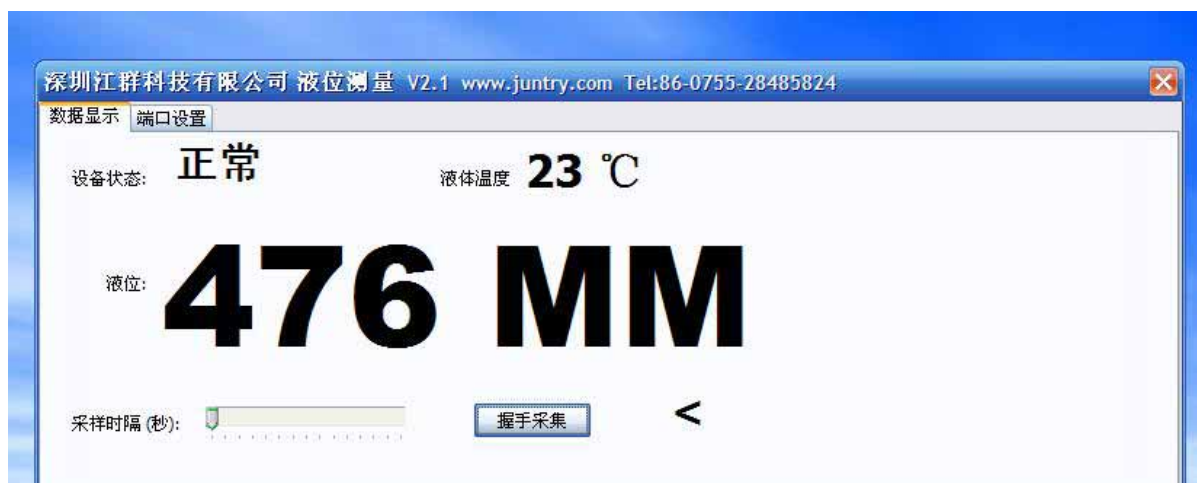 深圳江群科技有限公司 液位测量 V2.1 www.juntry.com Tel:86-0755-28485824
数据显示 端口设置
设备状态: 正常 液体温度 23 ℃
液位: 476 MM
采祥时隔(秒): 握手采集 <